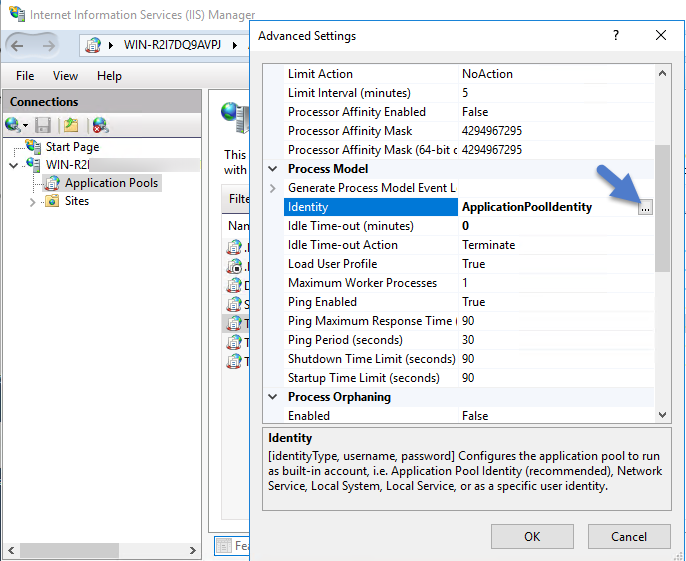 Internet Information Services (IIS) Manager
WIN-R2I7DQ9AVPJ
File View Help
Connections
Start Page
WIN-R2I
Application Pools
Sites
This
with
Filte
Na
Fea
Advanced Settings
Limit Action NoAction
Limit Interval (minutes) 5
Processor Affinity Enabled False
Processor Affinity Mask 4294967295
Processor Affinity Mask (64-bit c 4294967295
Process Model
Generate Process Model Event L
Identity ApplicationPoolIdentity ...
Idle Time-out (minutes) 0
Idle Time-out Action Terminate
Load User Profile True
Maximum Worker Processes 1
Ping Enabled True
Ping Maximum Response Time ( 90
Ping Period (seconds) 30
Shutdown Time Limit (seconds) 90
Startup Time Limit (seconds) 90
Process Orphaning
Enabled False
Identity
[identityType, username, password] Configures the application pool to run
as built-in account, i.e. Application Pool Identity (recommended), Network
Service, Local System, Local Service, or as a specific user identity.
OK Cancel